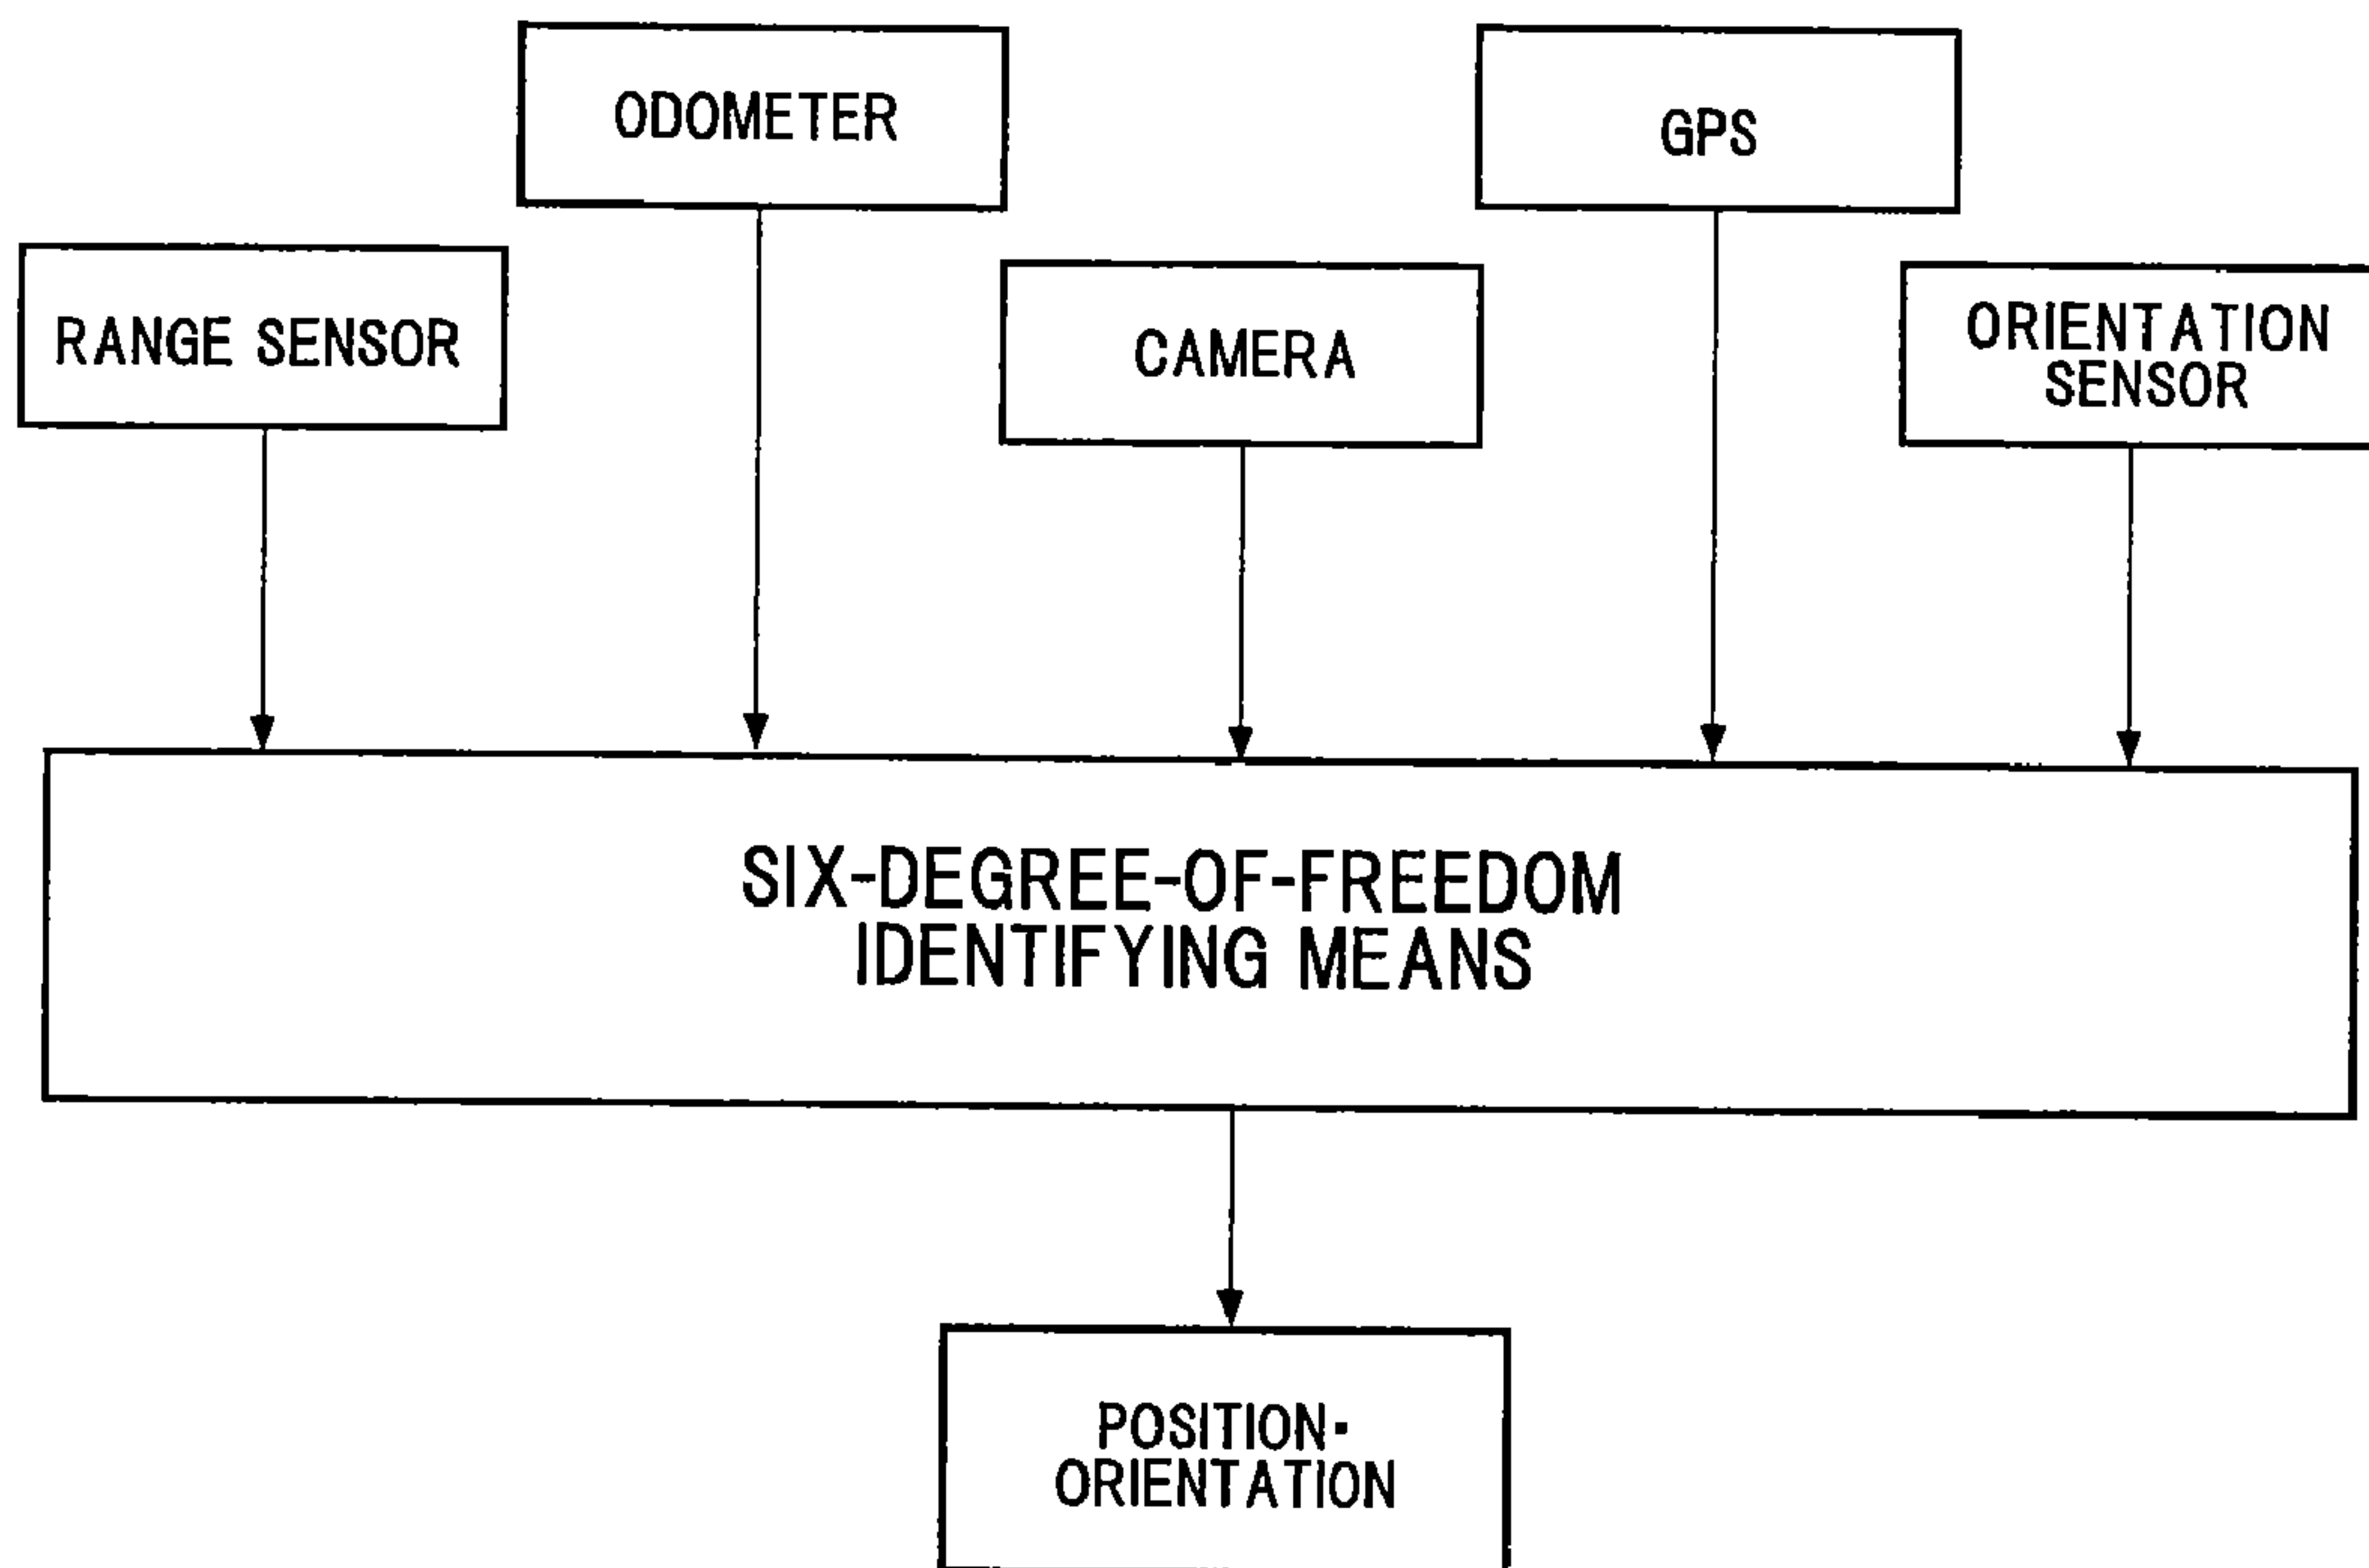 ODOMETER
GPS
RANGE SENSOR
CAMERA
ORIENTATION
SENSOR
SIX-DEGREE-OF-FREEDOM
IDENTIFYING MEANS
POSITION·
ORIENTATION